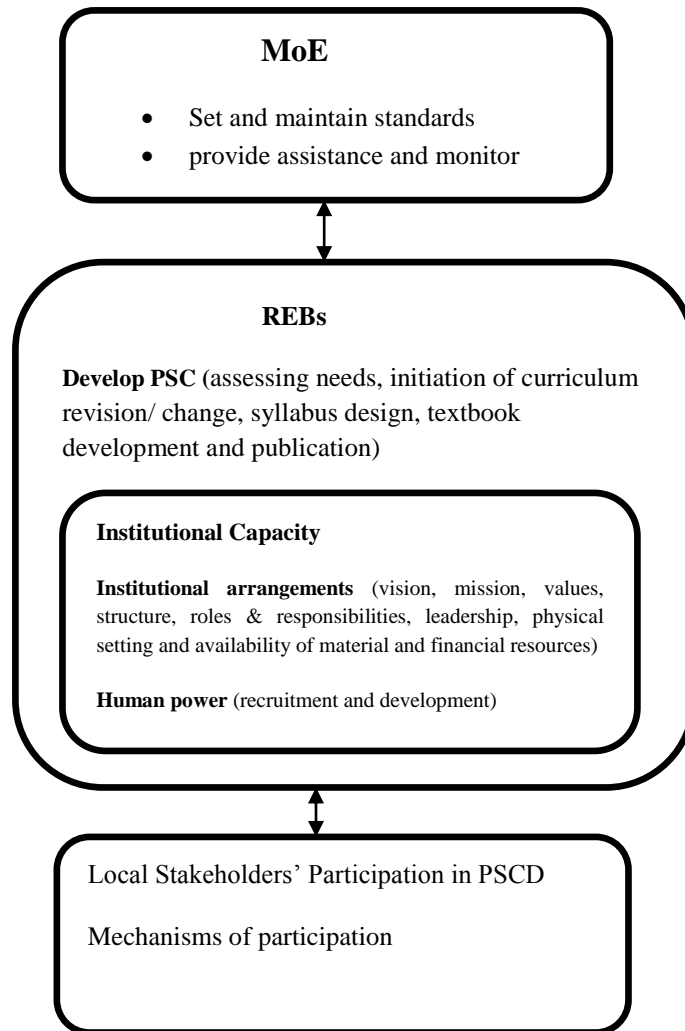 MoE
• Set and maintain standards
• provide assistance and monitor
REBs
Develop PSC (assessing needs, initiation of curriculum
revision/ change, syllabus design, textbook
development and publication)
Institutional Capacity
Institutional arrangements (vision, mission, values,
structure, roles & responsibilities, leadership, physical
setting and availability of material and financial resources)
Human power (recruitment and development)
Local Stakeholders’ Participation in PSCD
Mechanisms of participation